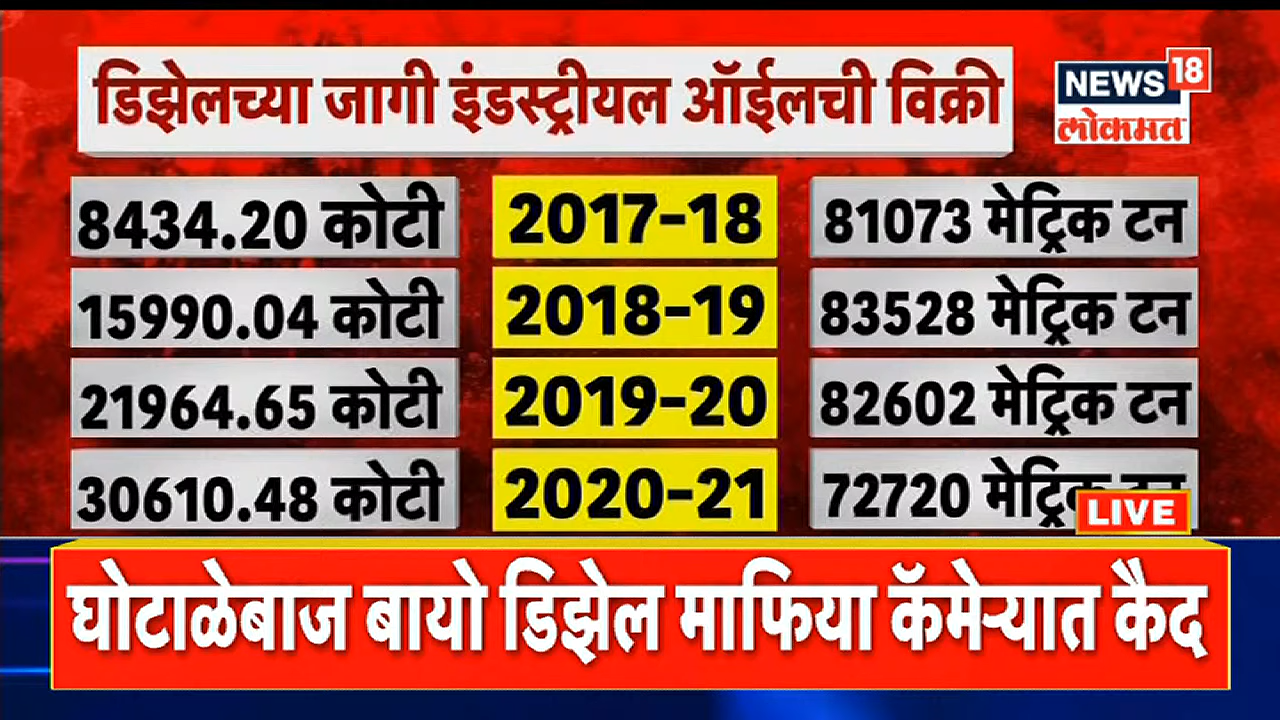 डिझेलच्या जागी इंडस्ट्रीयल ऑईलची विक्री
NEWS 18
लोकमत
8434.20 कोटी 2017-18 81073 मेट्रिक टन
15990.04 कोटी 2018-19 83528 मेट्रिक टन
21964.65 कोटी 2019-20 82602 मेट्रिक टन
30610.48 कोटी 2020-21 72720 मेट्रिक टन
LIVE
घोटाळेबाज बायो डिझेल माफिया कॅमेऱ्यात कैद